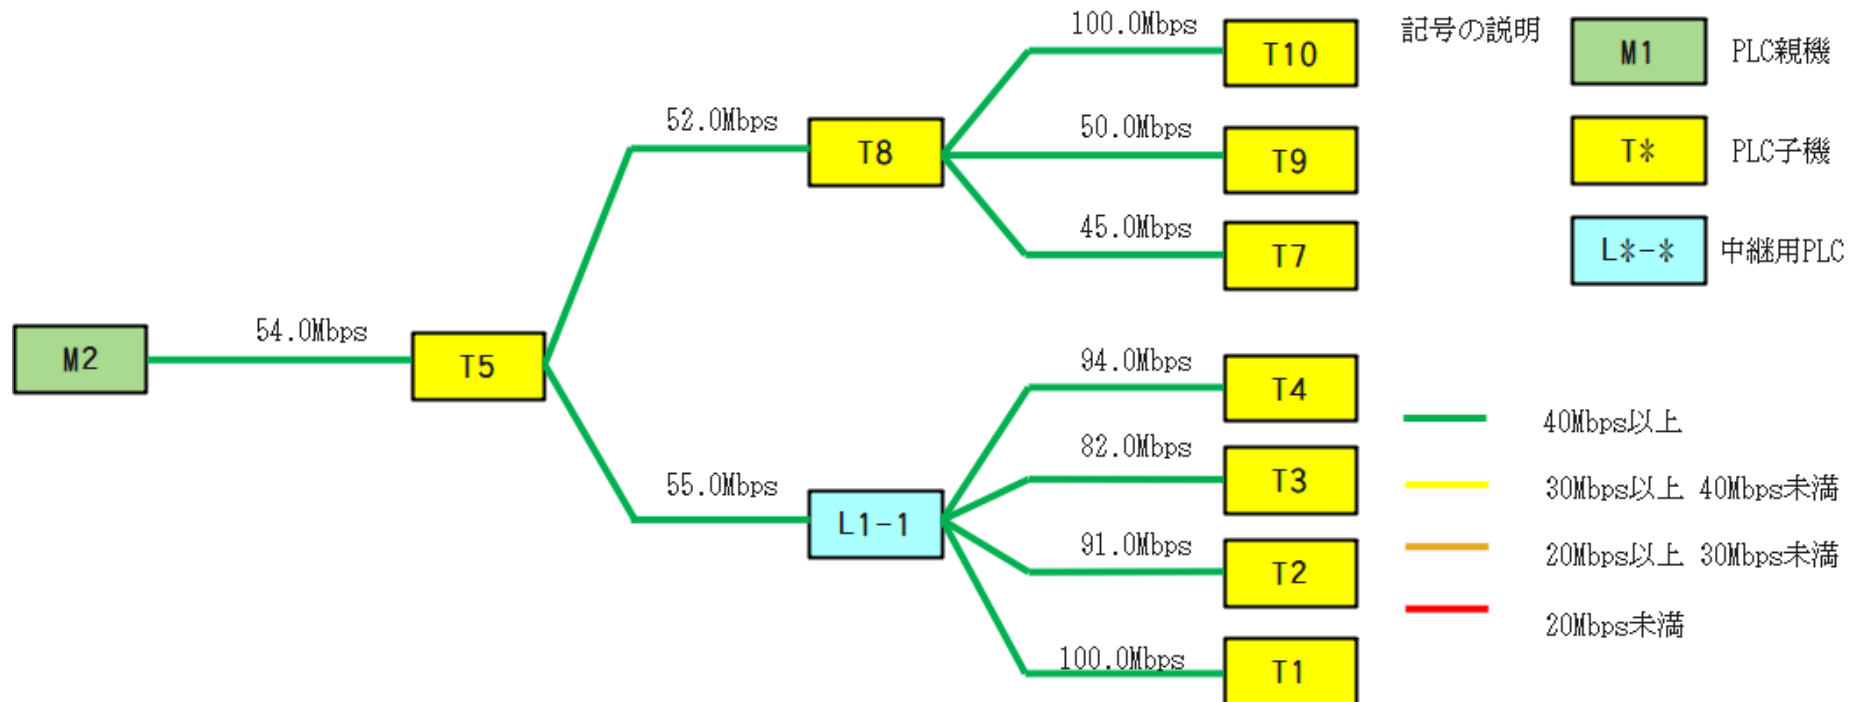 100.0Mbps
T10
記号の説明
M1
PLC親機
52.0Mbps
T8
50.0Mbps
T9
T*
PLC子機
45.0Mbps
T7
L*-*
中継用PLC
M2
54.0Mbps
T5
94.0Mbps
T4
40Mbps以上
82.0Mbps
T3
30Mbps以上 40Mbps未満
55.0Mbps
L1-1
91.0Mbps
T2
20Mbps以上 30Mbps未満
100.0Mbps
T1
20Mbps未満